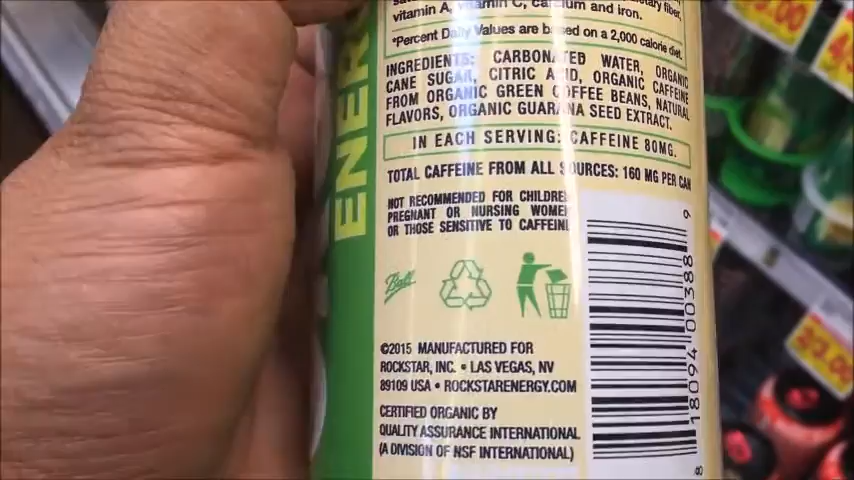 vitamin A, vitamin C, calcium and iron.
*Percent Daily Values are based on a 2,000 calorie diet.
INGREDIENTS: CARBONATED WATER, ORGANIC
CANE SUGAR, CITRIC ACID, ORGANIC CAFFEINE
FROM ORGANIC GREEN COFFEE BEANS, NATURAL
FLAVORS, ORGANIC GUARANA SEED EXTRACT.
IN EACH SERVING: CAFFEINE 80MG.
TOTAL CAFFEINE FROM ALL SOURCES: 160 MG PER CAN
NOT RECOMMENDED FOR CHILDREN,
PREGNANT OR NURSING WOMEN
OR THOSE SENSITIVE TO CAFFEINE
ENER
Ball
©2015 MANUFACTURED FOR
ROCKSTAR, INC. • LAS VEGAS, NV
89109 USA • ROCKSTARENERGY.COM
CERTIFIED ORGANIC BY
QUALITY ASSURANCE INTERNATIONAL
(A DIVISION OF NSF INTERNATIONAL)
8 18094 00388 9